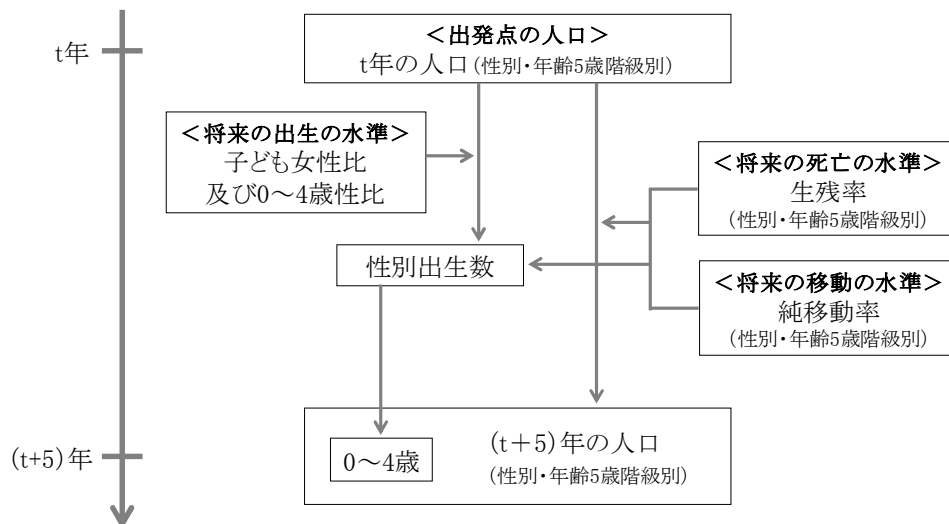 t年
＜出発点の人口＞
t年の人口(性別・年齢5歳階級別)
＜将来の出生の水準＞
子ども女性比
及び0～4歳性比
＜将来の死亡の水準＞
生残率
(性別・年齢5歳階級別)
性別出生数
＜将来の移動の水準＞
純移動率
(性別・年齢5歳階級別)
(t+5)年
0～4歳
(t＋5)年の人口
(性別・年齢5歳階級別)